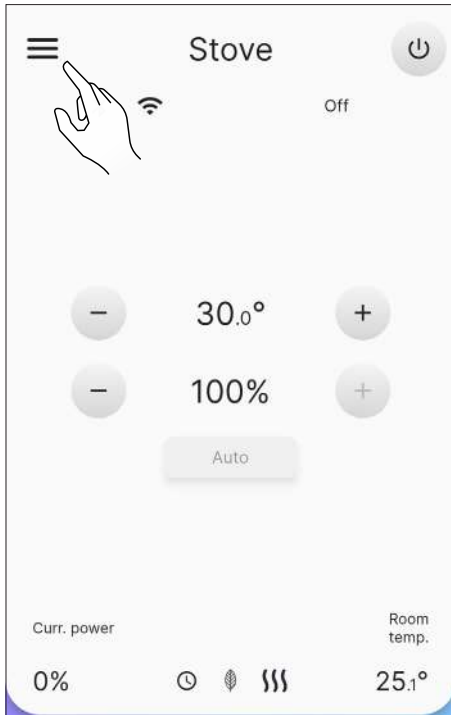 Stove
Off
− 30.0° +
− 100% +
Auto
Curr. power
Room
temp.
0%
25.1°